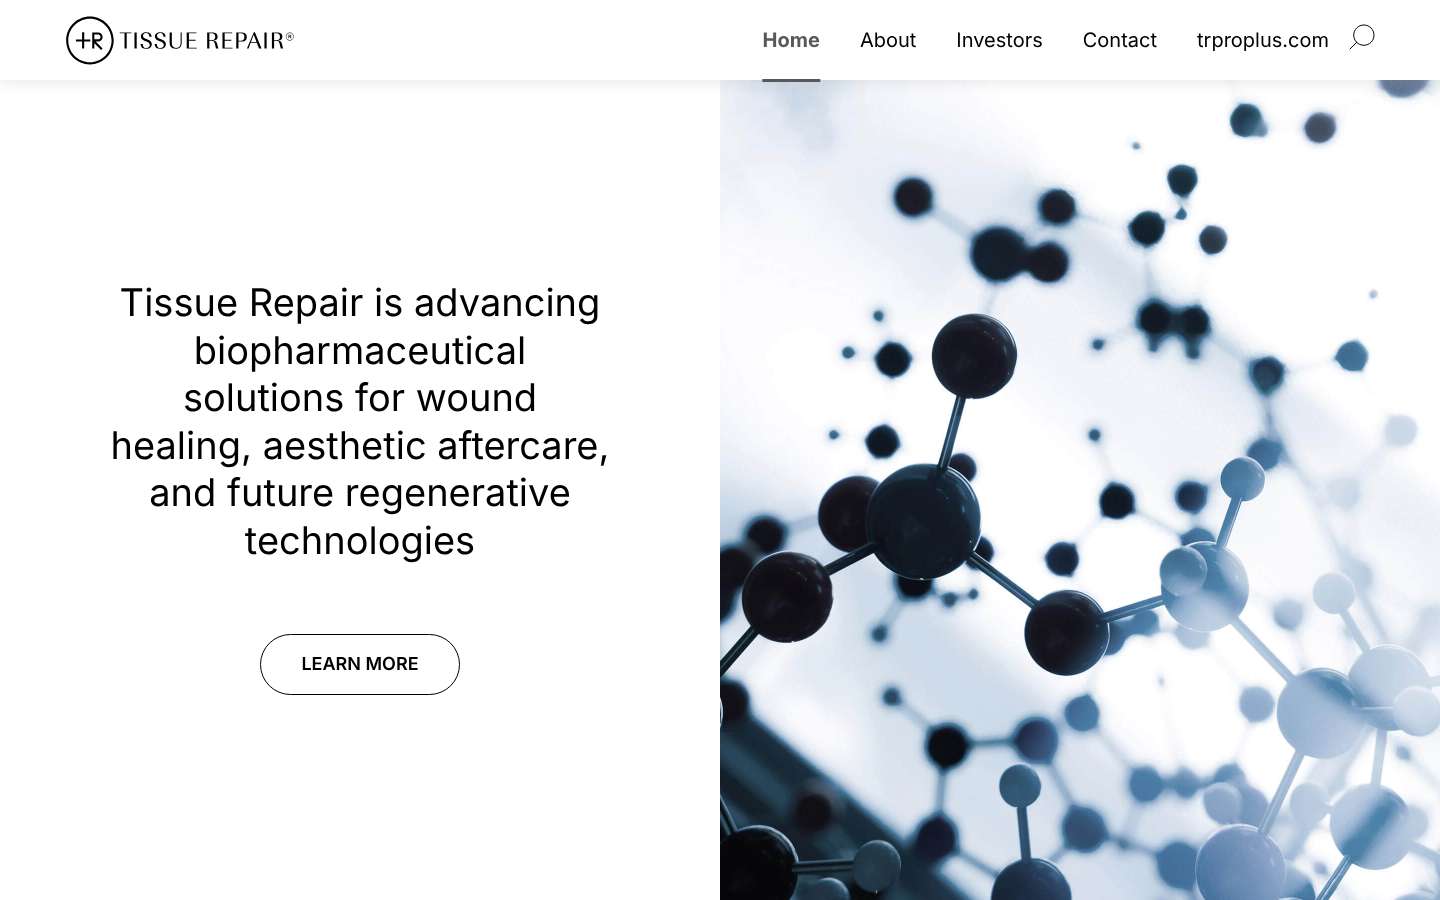 +R TISSUE REPAIR®
Home
About
Investors
Contact
trproplus.com
Tissue Repair is advancing
biopharmaceutical
solutions for wound
healing, aesthetic aftercare,
and future regenerative
technologies
LEARN MORE